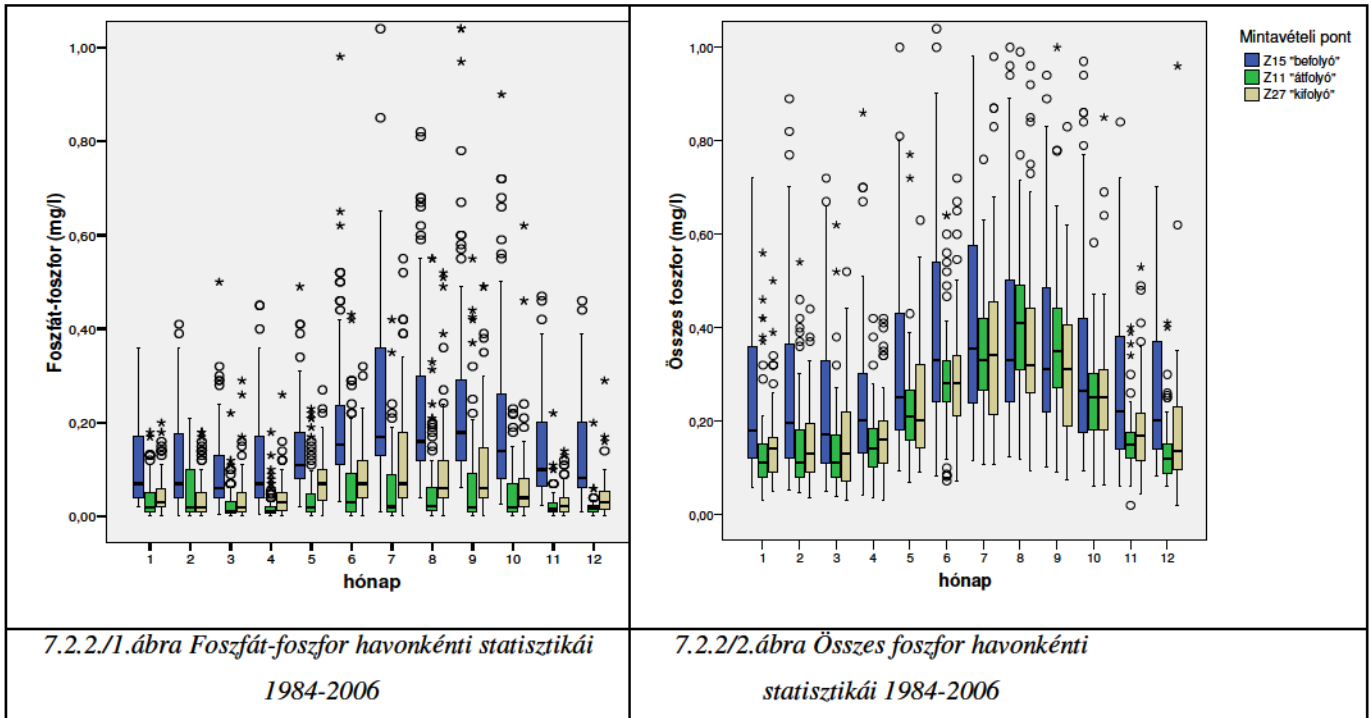 Foszfát-foszfor (mg/l)
1,00
0,80
0,60
0,40
0,20
0,00
1 2 3 4 5 6 7 8 9 10 11 12
hónap
Összes foszfor (mg/l)
1,00
0,80
0,60
0,40
0,20
0,00
1 2 3 4 5 6 7 8 9 10 11 12
hónap
Mintavételi pont
Z15 "befolyó"
Z11 "átfolyó"
Z27 "kifolyó"
7.2.2./1.ábra Foszfát-foszfor havonkénti statisztikái
1984-2006
7.2.2/2.ábra Összes foszfor havonkénti
statisztikái 1984-2006